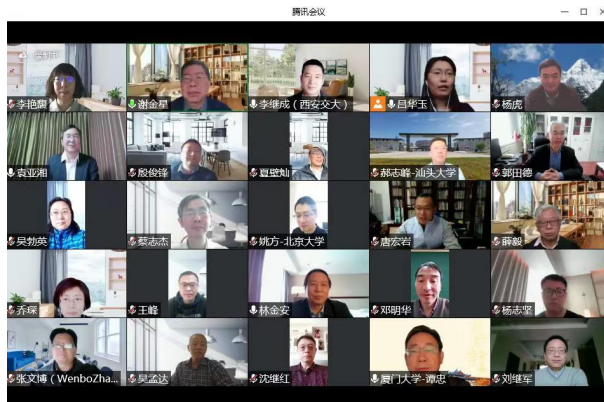 腾讯会议
李艳馥
谢金星
李继成（西安交大）
吕华玉
杨虎
袁亚湘
殷俊锋
夏壁灿
郝志峰-汕头大学
郭田德
吴勃英
蔡志杰
姚方-北京大学
唐宏岩
薛毅
乔琛
王峰
林金安
邓明华
杨志坚
张文博（WenboZha...
吴孟达
沈继红
厦门大学-谭忠
刘继军